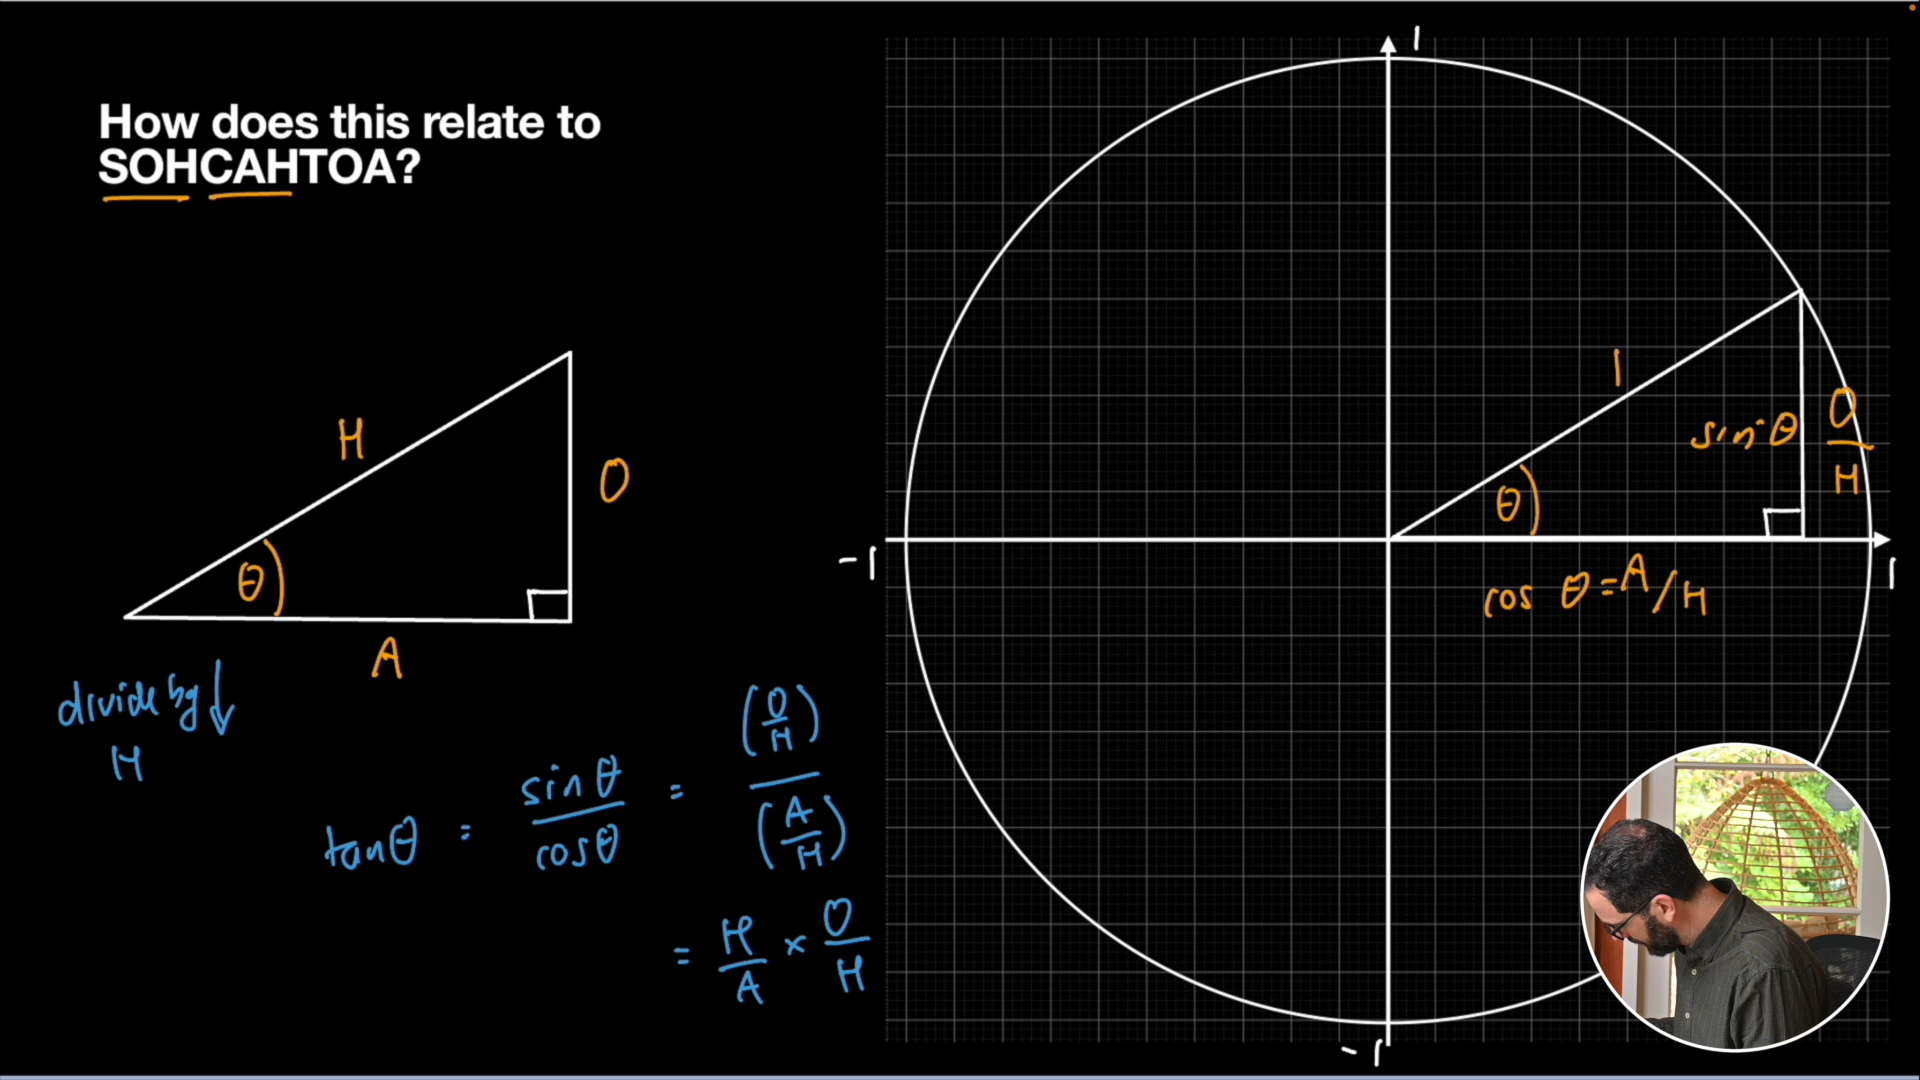 How does this relate to
SOHCAHTOA?
H
O
θ
A
divide by ↓
H
tanθ = sinθ/cosθ = (O/H)/(A/H)
= H/A × O/H
1
-1
1
-1
1
θ
sin θ
O/H
cos θ = A/H